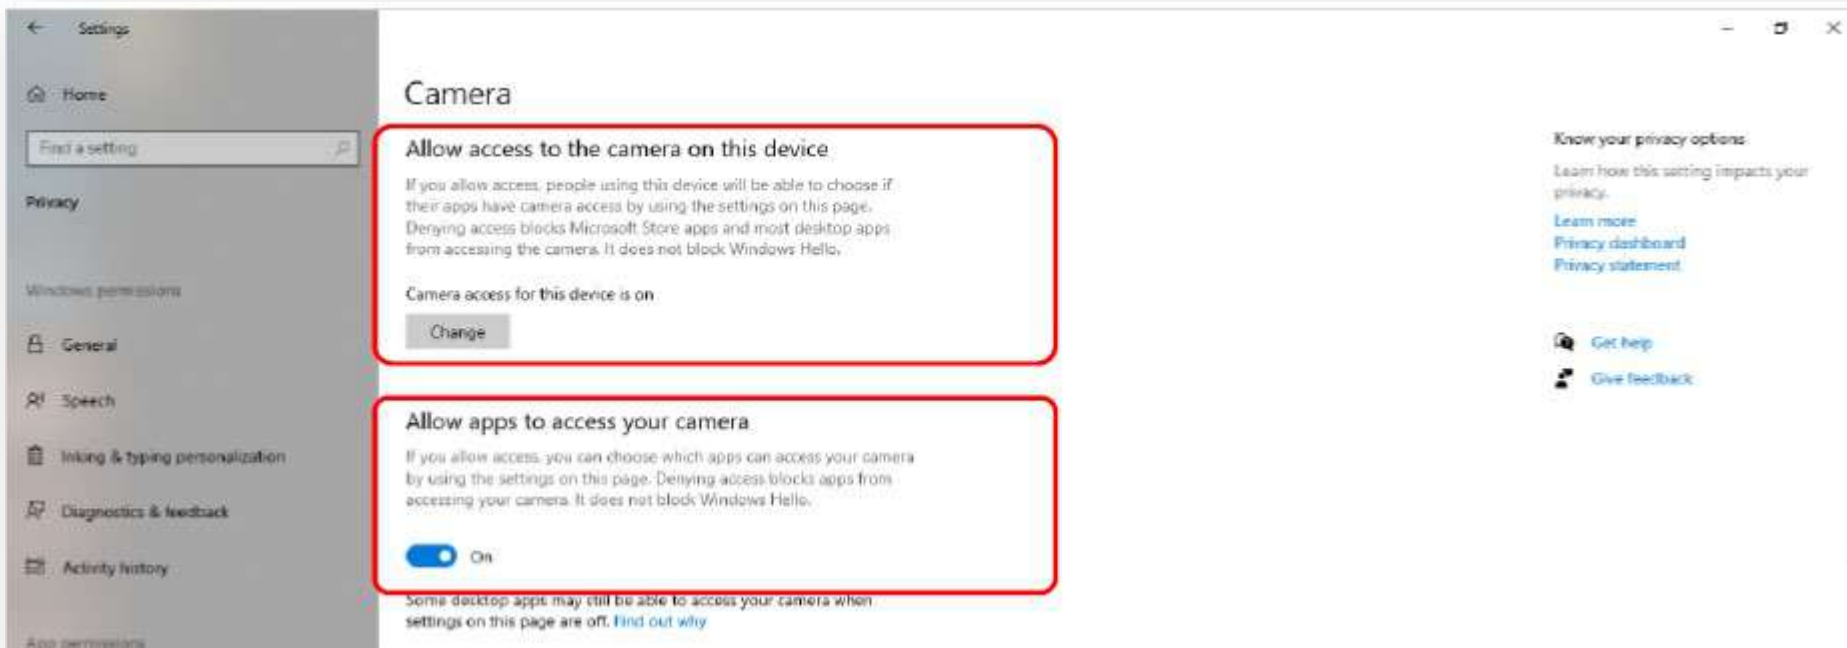 Settings
Home
Find a setting
Privacy
Windows permissions
General
Speech
Inking & typing personalization
Diagnostics & feedback
Activity history
App permissions
Camera
Allow access to the camera on this device
If you allow access, people using this device will be able to choose if
their apps have camera access by using the settings on this page.
Denying access blocks Microsoft Store apps and most desktop apps
from accessing the camera. It does not block Windows Hello.
Camera access for this device is on
Change
Allow apps to access your camera
If you allow access, you can choose which apps can access your camera
by using the settings on this page. Denying access blocks apps from
accessing your camera. It does not block Windows Hello.
On
Some desktop apps may still be able to access your camera when
settings on this page are off. Find out why
Know your privacy options
Learn how this setting impacts your
privacy.
Learn more
Privacy dashboard
Privacy statement
Get help
Give feedback